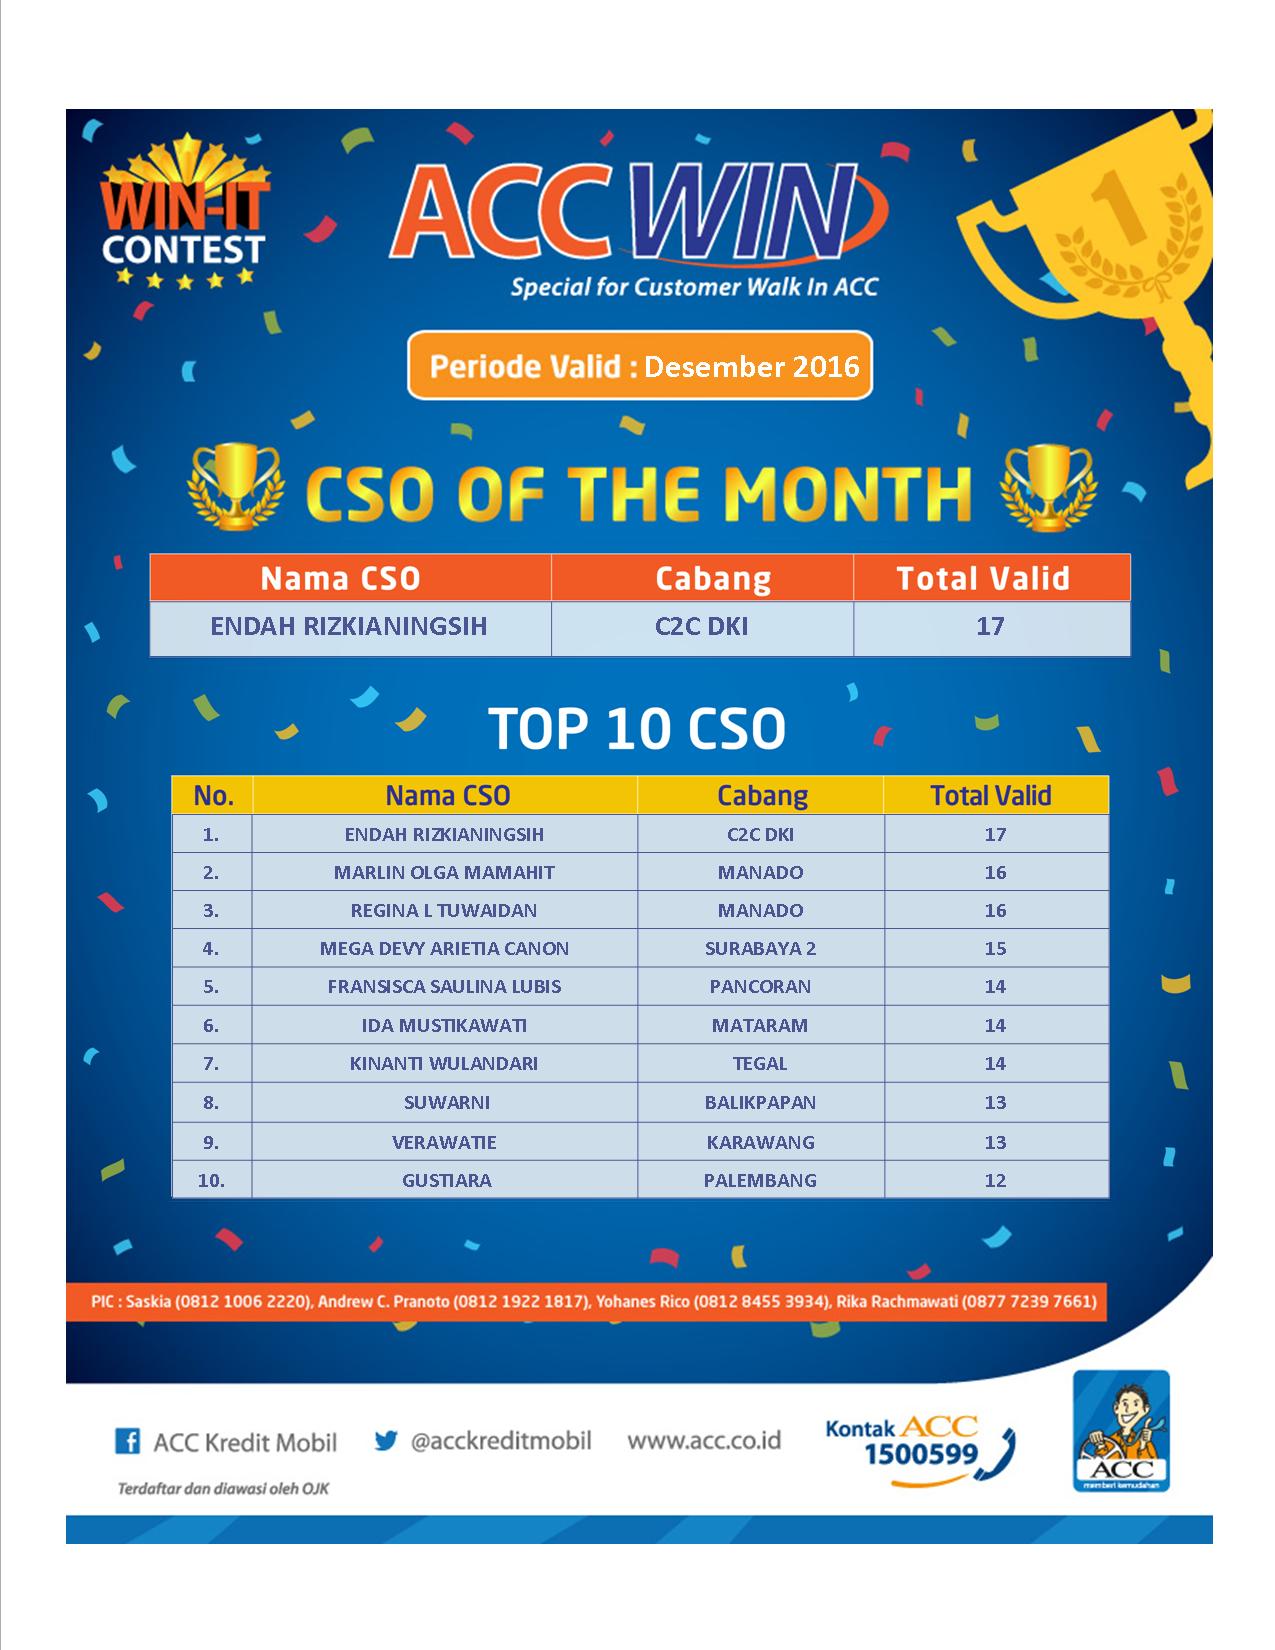 WIN-IT
CONTEST
ACC WIN
Special for Customer Walk In ACC
1
Periode Valid : Desember 2016
CSO OF THE MONTH
Nama CSO Cabang Total Valid
ENDAH RIZKIANINGSIH C2C DKI 17
TOP 10 CSO
No. Nama CSO Cabang Total Valid
1. ENDAH RIZKIANINGSIH C2C DKI 17
2. MARLIN OLGA MAMAHIT MANADO 16
3. REGINA L TUWAIDAN MANADO 16
4. MEGA DEVY ARIETIA CANON SURABAYA 2 15
5. FRANSISCA SAULINA LUBIS PANCORAN 14
6. IDA MUSTIKAWATI MATARAM 14
7. KINANTI WULANDARI TEGAL 14
8. SUWARNI BALIKPAPAN 13
9. VERAWATIE KARAWANG 13
10. GUSTIARA PALEMBANG 12
PIC : Saskia (0812 1006 2220), Andrew C. Pranoto (0812 1922 1817), Yohanes Rico (0812 8455 3934), Rika Rachmawati (0877 7239 7661)
ACC Kredit Mobil @acckreditmobil www.acc.co.id
Kontak ACC
1500599
Terdaftar dan diawasi oleh OJK
ACC
memberi kemudahan